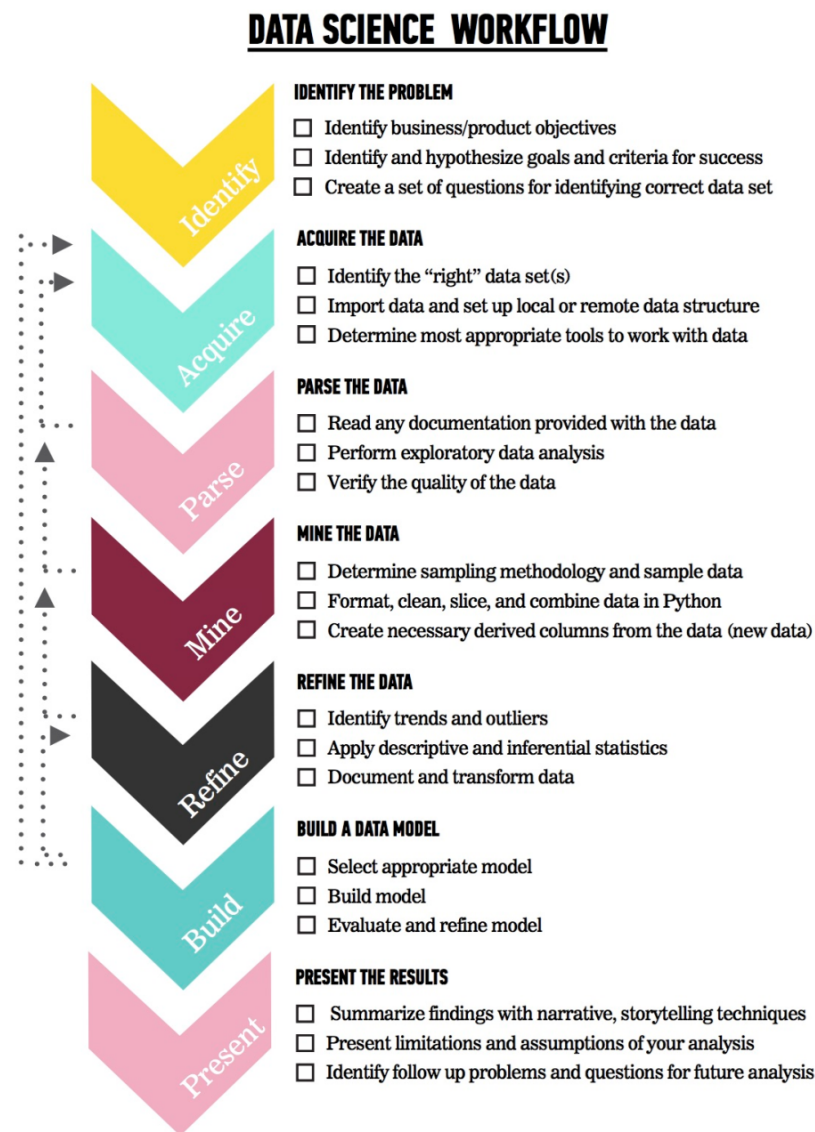 DATA SCIENCE WORKFLOW
IDENTIFY THE PROBLEM
Identify business/product objectives
Identify and hypothesize goals and criteria for success
Create a set of questions for identifying correct data set
Identify
ACQUIRE THE DATA
Identify the “right” data set(s)
Import data and set up local or remote data structure
Determine most appropriate tools to work with data
Acquire
PARSE THE DATA
Read any documentation provided with the data
Perform exploratory data analysis
Verify the quality of the data
Parse
MINE THE DATA
Determine sampling methodology and sample data
Format, clean, slice, and combine data in Python
Create necessary derived columns from the data (new data)
Mine
REFINE THE DATA
Identify trends and outliers
Apply descriptive and inferential statistics
Document and transform data
Refine
BUILD A DATA MODEL
Select appropriate model
Build model
Evaluate and refine model
Build
PRESENT THE RESULTS
Summarize findings with narrative, storytelling techniques
Present limitations and assumptions of your analysis
Identify follow up problems and questions for future analysis
Present